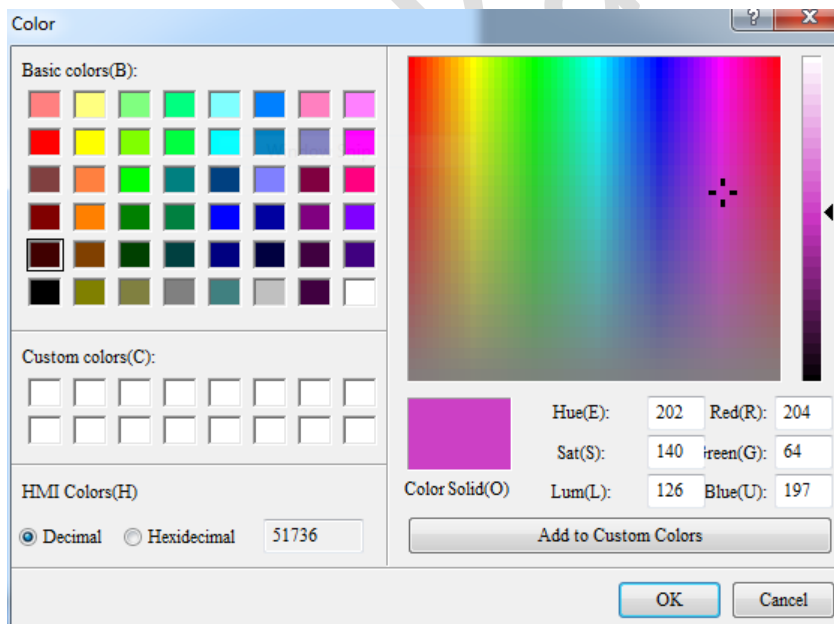 Color
Basic colors(B):
Custom colors(C):
HMI Colors(H)
Decimal Hexidecimal 51736
Hue(E): 202 Red(R): 204
Sat(S): 140 reen(G): 64
Color Solid(O) Lum(L): 126 Blue(U): 197
Add to Custom Colors
OK Cancel